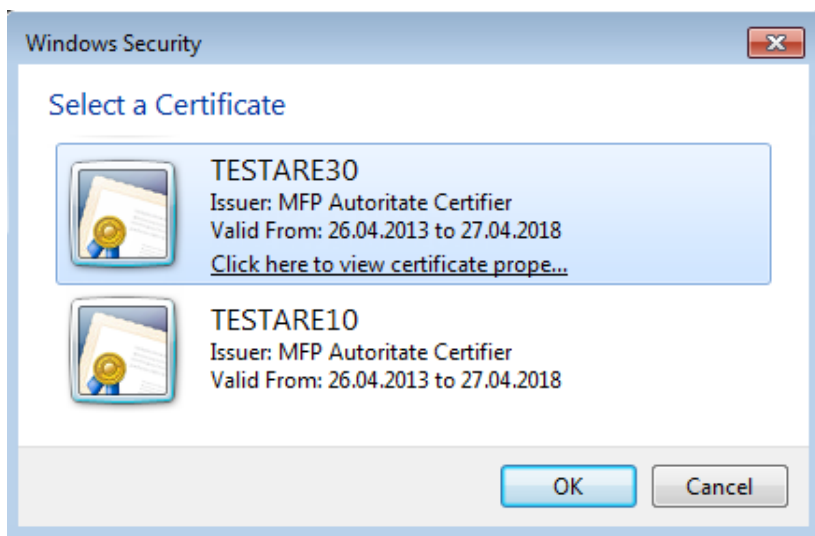 Windows Security
Select a Certificate
TESTARE30
Issuer: MFP Autoritate Certifier
Valid From: 26.04.2013 to 27.04.2018
Click here to view certificate prope...
TESTARE10
Issuer: MFP Autoritate Certifier
Valid From: 26.04.2013 to 27.04.2018
OK Cancel